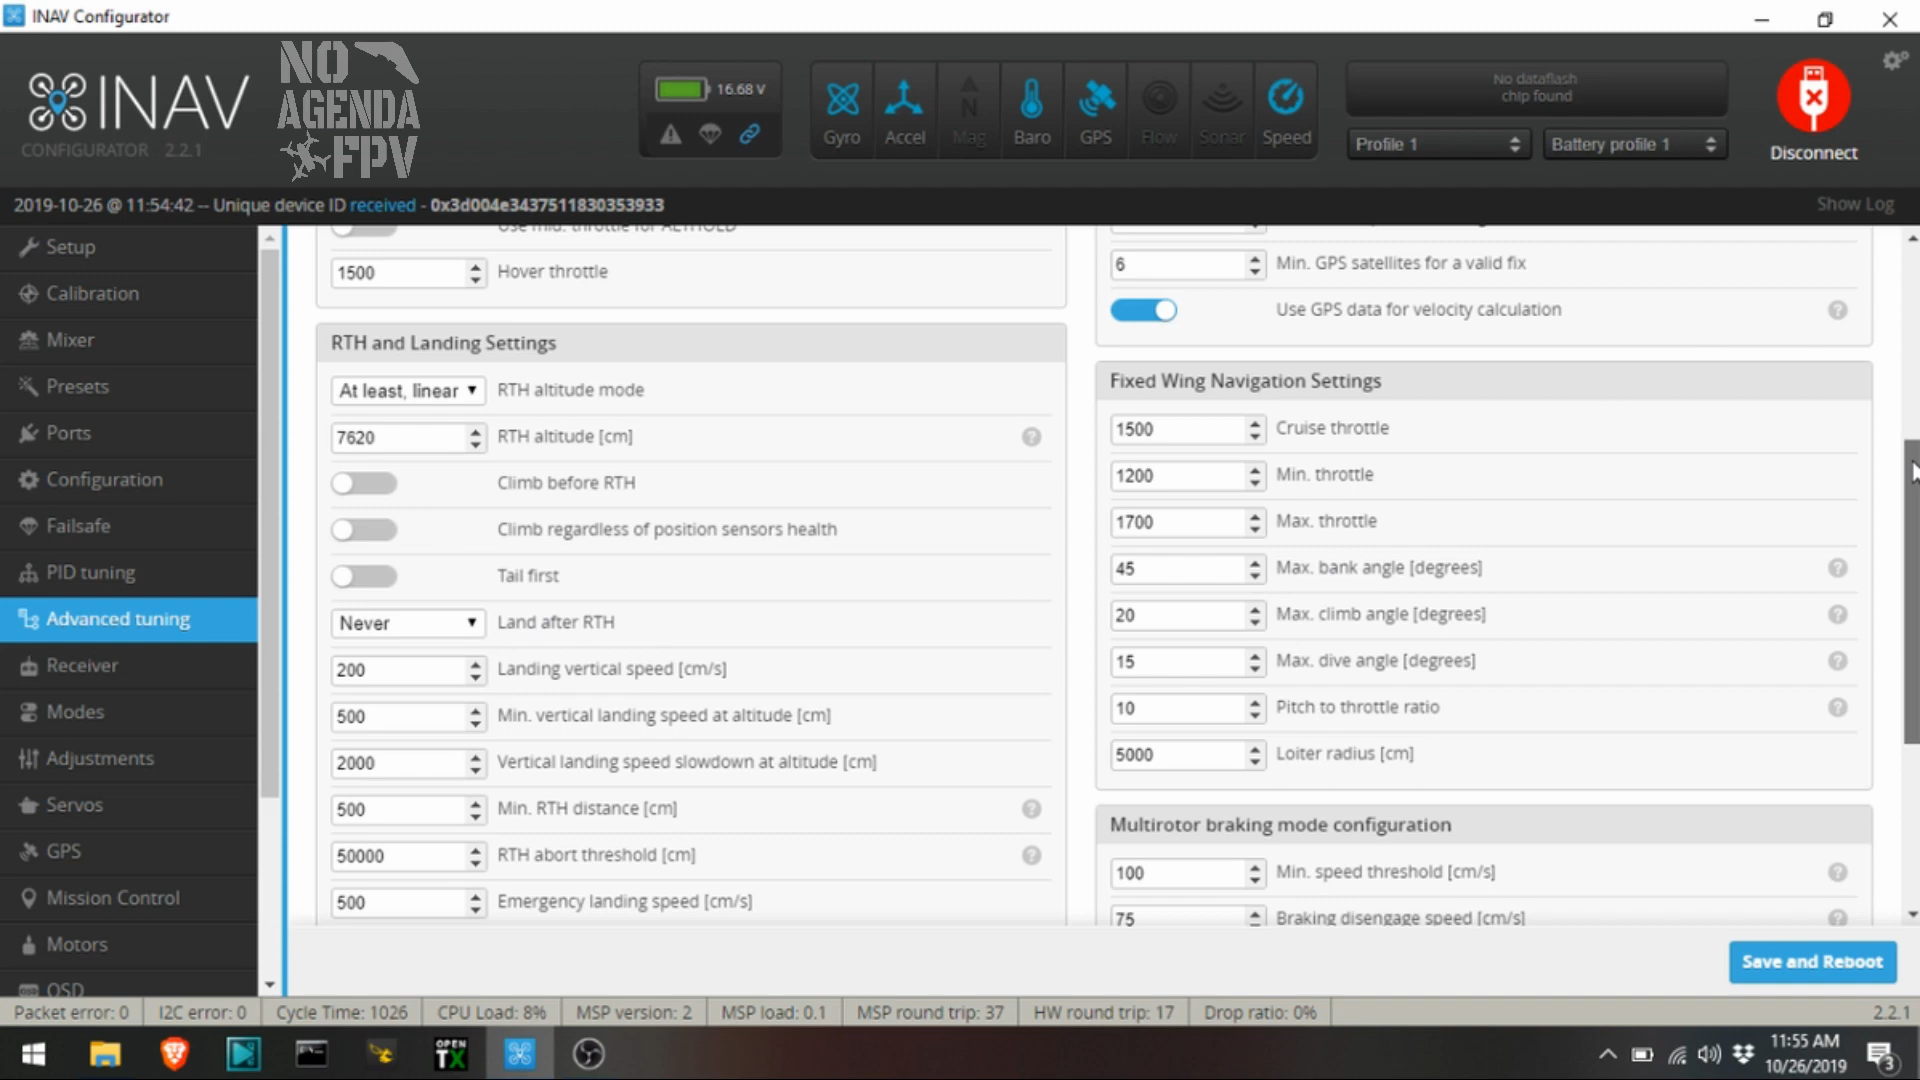 INAV Configurator
INAV
CONFIGURATOR 2.2.1
NO
AGENDA
FPV
16.68 V
Gyro
Accel
Mag
Baro
GPS
Flow
Sonar
Speed
No dataflash
chip found
Profile 1
Battery profile 1
Disconnect
2019-10-26 @ 11:54:42 -- Unique device ID received - 0x3d004e3437511830353933
Show Log
Setup
Calibration
Mixer
Presets
Ports
Configuration
Failsafe
PID tuning
Advanced tuning
Receiver
Modes
Adjustments
Servos
GPS
Mission Control
Motors
OSD
Use mid. throttle for ALTHOLD
1500 Hover throttle
RTH and Landing Settings
At least, linear RTH altitude mode
7620 RTH altitude [cm]
Climb before RTH
Climb regardless of position sensors health
Tail first
Never Land after RTH
200 Landing vertical speed [cm/s]
500 Min. vertical landing speed at altitude [cm]
2000 Vertical landing speed slowdown at altitude [cm]
500 Min. RTH distance [cm]
50000 RTH abort threshold [cm]
500 Emergency landing speed [cm/s]
6 Min. GPS satellites for a valid fix
Use GPS data for velocity calculation
Fixed Wing Navigation Settings
1500 Cruise throttle
1200 Min. throttle
1700 Max. throttle
45 Max. bank angle [degrees]
20 Max. climb angle [degrees]
15 Max. dive angle [degrees]
10 Pitch to throttle ratio
5000 Loiter radius [cm]
Multirotor braking mode configuration
100 Min. speed threshold [cm/s]
75 Braking disengage speed [cm/s]
Save and Reboot
Packet error: 0 I2C error: 0 Cycle Time: 1026 CPU Load: 8% MSP version: 2 MSP load: 0.1 MSP round trip: 37 HW round trip: 17 Drop ratio: 0% 2.2.1
OPEN
TX
11:55 AM
10/26/2019
3